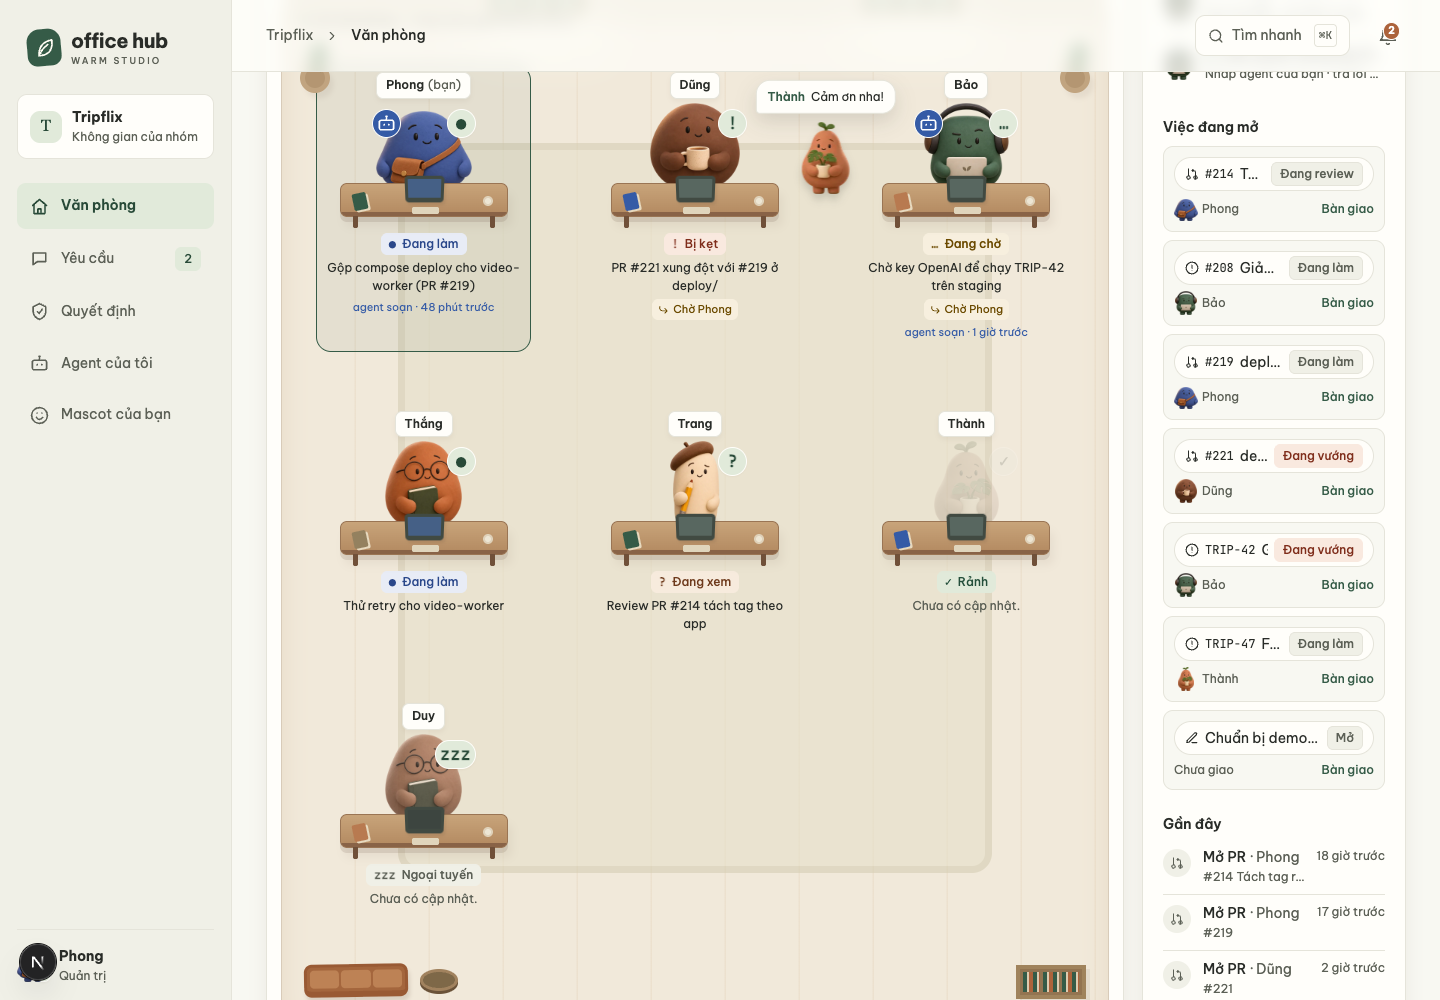 office hub
WARM STUDIO
T
Tripflix
Không gian của nhóm
Văn phòng
Yêu cầu
2
Quyết định
Agent của tôi
Mascot của bạn
N
Phong
Quản trị
Tripflix > Văn phòng
Tìm nhanh
⌘K
2
Phong (bạn)
Đang làm
Gộp compose deploy cho video-
worker (PR #219)
agent soạn · 48 phút trước
Dũng
!
! Bị kẹt
PR #221 xung đột với #219 ở
deploy/
↪ Chờ Phong
Thành Cảm ơn nha!
Bảo
...
... Đang chờ
Chờ key OpenAI để chạy TRIP-42
trên staging
↪ Chờ Phong
agent soạn · 1 giờ trước
Thắng
Đang làm
Thử retry cho video-worker
Trang
?
? Đang xem
Review PR #214 tách tag theo
app
Thành
✓
✓ Rảnh
Chưa có cập nhật.
Duy
zzz
zzz Ngoại tuyến
Chưa có cập nhật.
Nhập agent của bạn · trả lời ...
Việc đang mở
#214 T... Đang review
Phong Bàn giao
#208 Giả... Đang làm
Bảo Bàn giao
#219 depl... Đang làm
Phong Bàn giao
#221 de... Đang vướng
Dũng Bàn giao
TRIP-42 Đang vướng
Bảo Bàn giao
TRIP-47 F... Đang làm
Thành Bàn giao
Chuẩn bị demo... Mở
Chưa giao Bàn giao
Gần đây
Mở PR · Phong 18 giờ trước
#214 Tách tag r...
Mở PR · Phong 17 giờ trước
#219
Mở PR · Dũng 2 giờ trước
#221